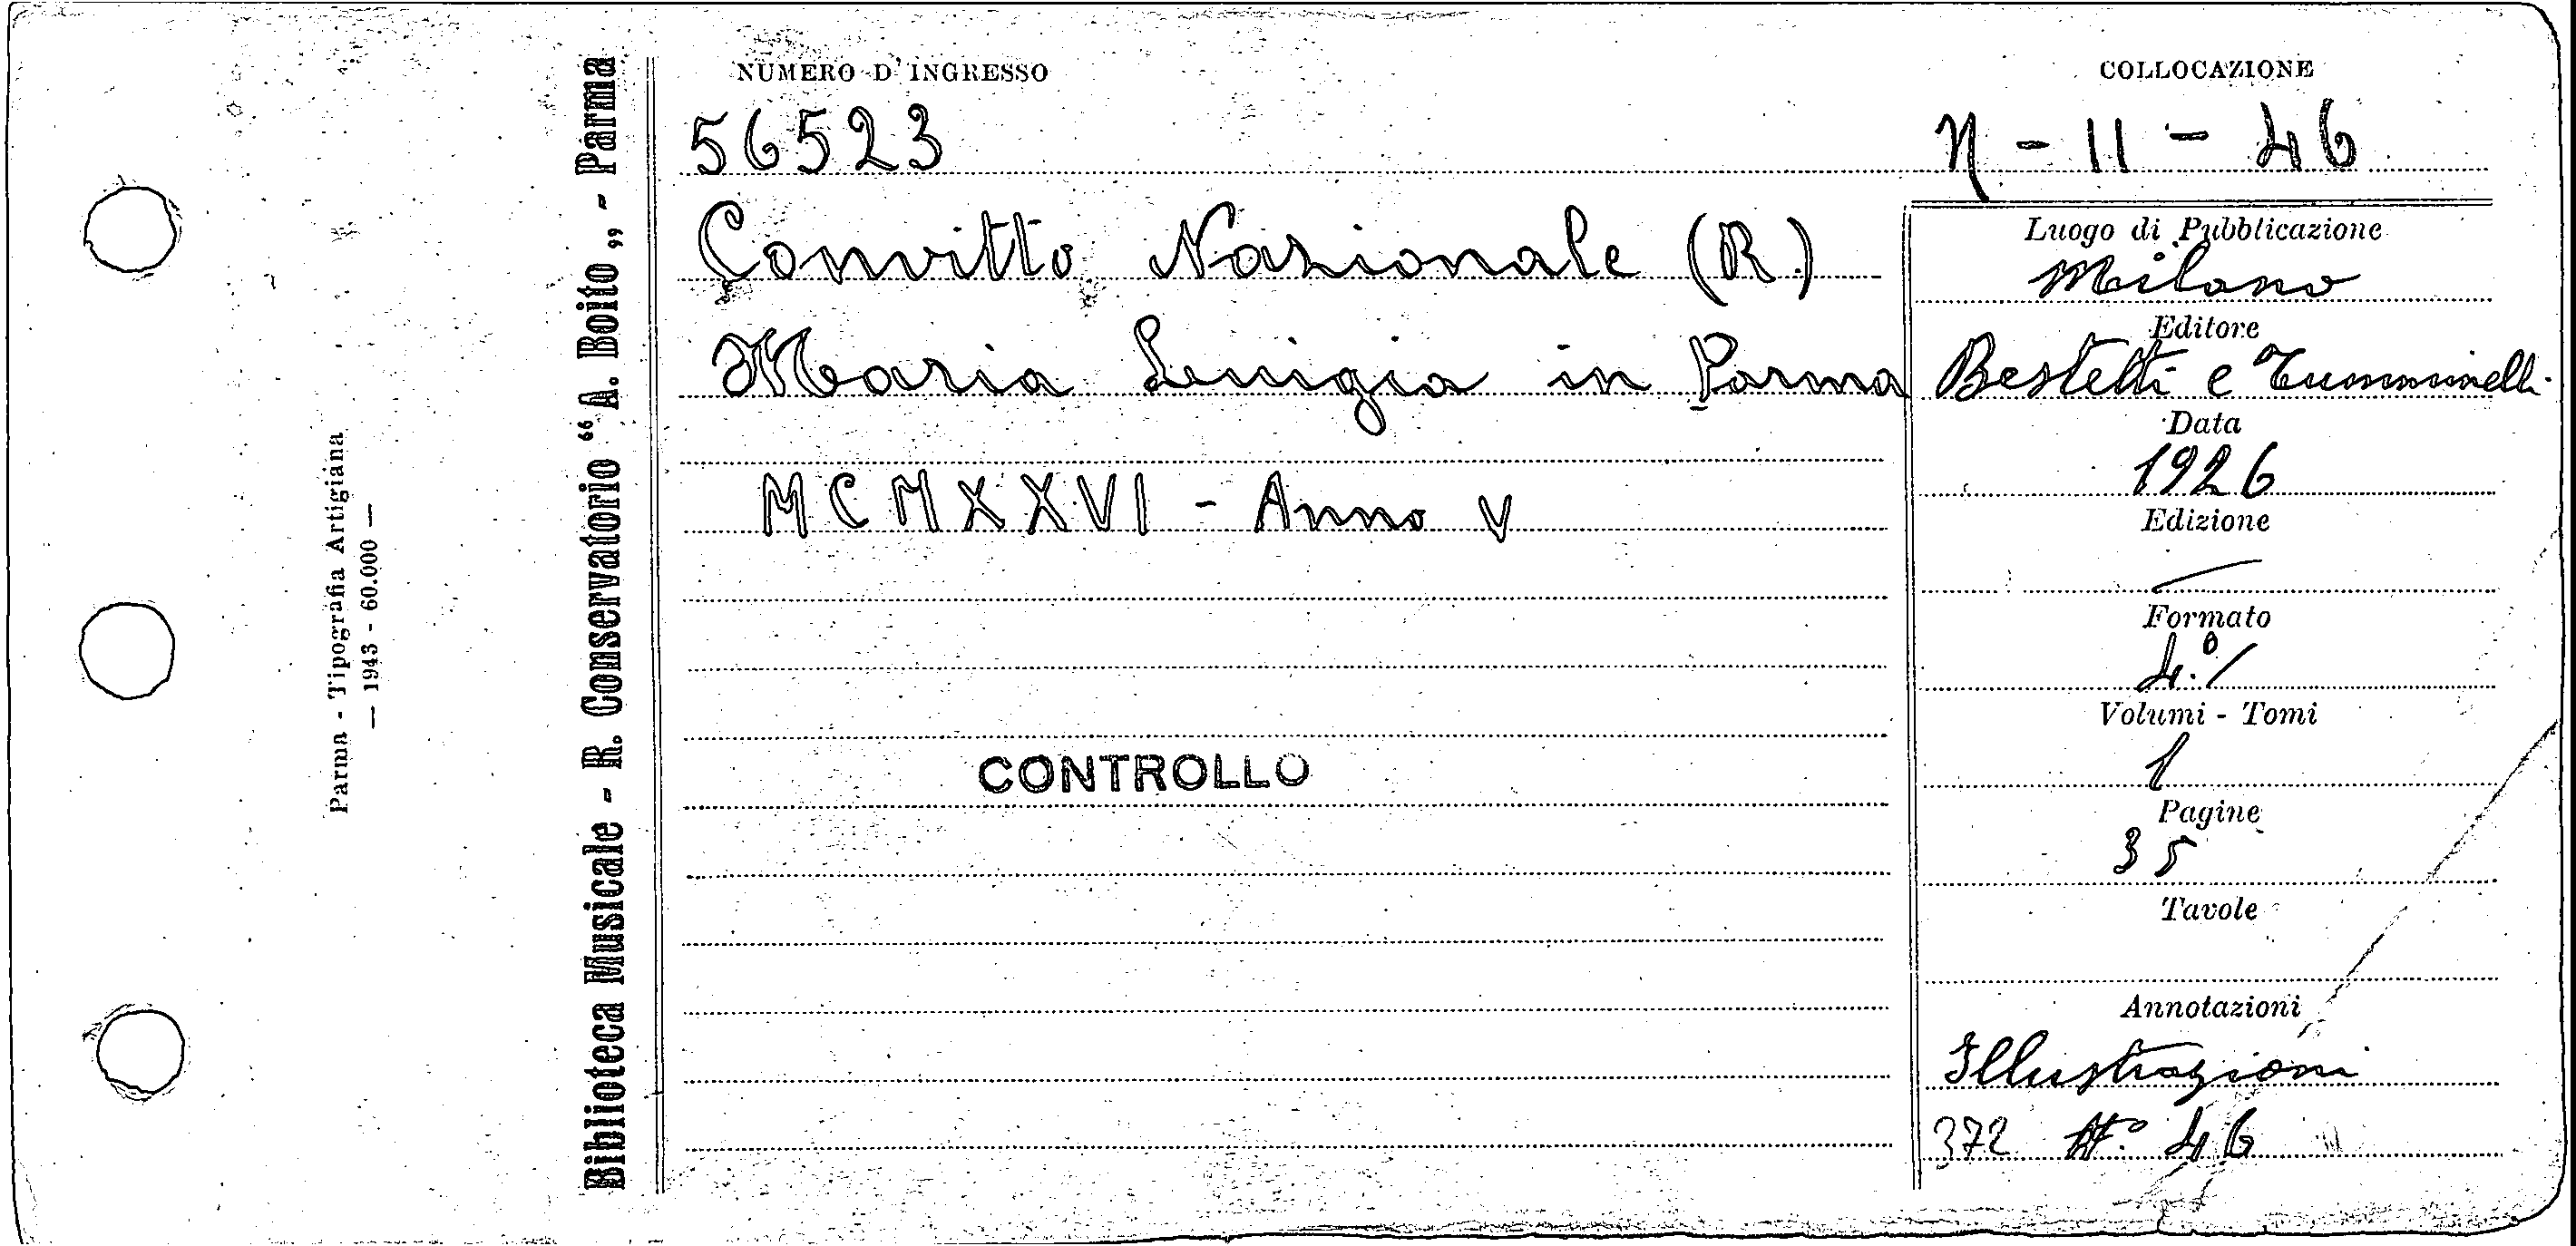 NUMERO D'INGRESSO
COLLOCAZIONE
56523
N - II - 46
Convitto Nazionale (R.)
Maria Luigia in Parma
MCMXXVI - Anno V
CONTROLLO
Luogo di Pubblicazione
Milano
Editore
Bestetti e Tumminelli
Data
1926
Edizione
Formato
4.º/
Volumi - Tomi
1
Pagine
35
Tavole
Annotazioni
Illustrazioni
372 46
Biblioteca Musicale - R. Conservatorio “A. Boito„ - Parma
Parma - Tipografia Artigiana
— 1943 - 60.000 —